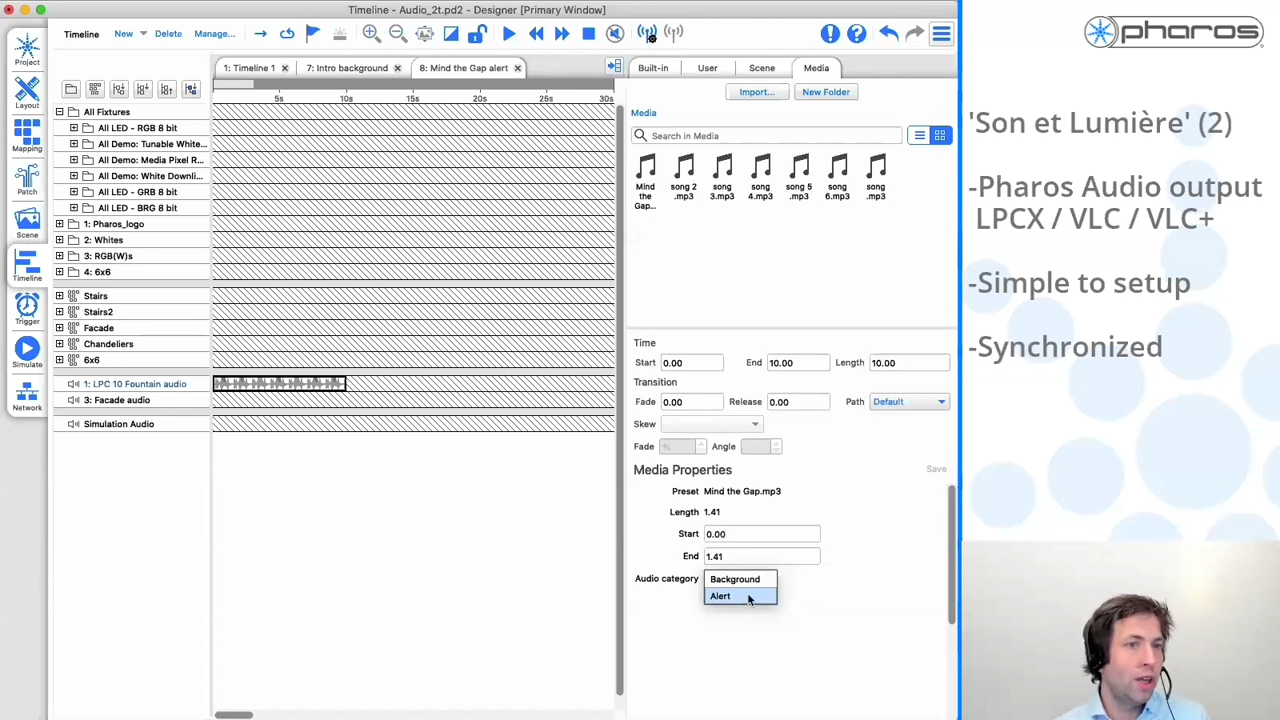 Timeline - Audio_2t.pd2 - Designer [Primary Window]
Timeline New Delete Manage...
Project
Layout
Mapping
Patch
Scene
Timeline
Trigger
Simulate
Network
1: Timeline 1 7: Intro background 8: Mind the Gap alert
5s 10s 15s 20s 25s 30s
All Fixtures
All LED - RGB 8 bit
All Demo: Tunable White...
All Demo: Media Pixel R...
All Demo: White Downli...
All LED - GRB 8 bit
All LED - BRG 8 bit
1: Pharos_logo
2: Whites
3: RGB(W)s
4: 6x6
Stairs
Stairs2
Facade
Chandeliers
6x6
1: LPC 10 Fountain audio
3: Facade audio
Simulation Audio
Built-in User Scene Media
Import... New Folder
Media
Search in Media
Mind the Gap...
song 2 .mp3
song 3.mp3
song 4.mp3
song 5 .mp3
song 6.mp3
song .mp3
Time
Start 0.00 End 10.00 Length 10.00
Transition
Fade 0.00 Release 0.00 Path Default
Skew
Fade % Angle
Media Properties Save
Preset Mind the Gap.mp3
Length 1.41
Start 0.00
End 1.41
Audio category Background
Alert
pharos
'Son et Lumière' (2)
-Pharos Audio output
LPCX / VLC / VLC+
-Simple to setup
-Synchronized